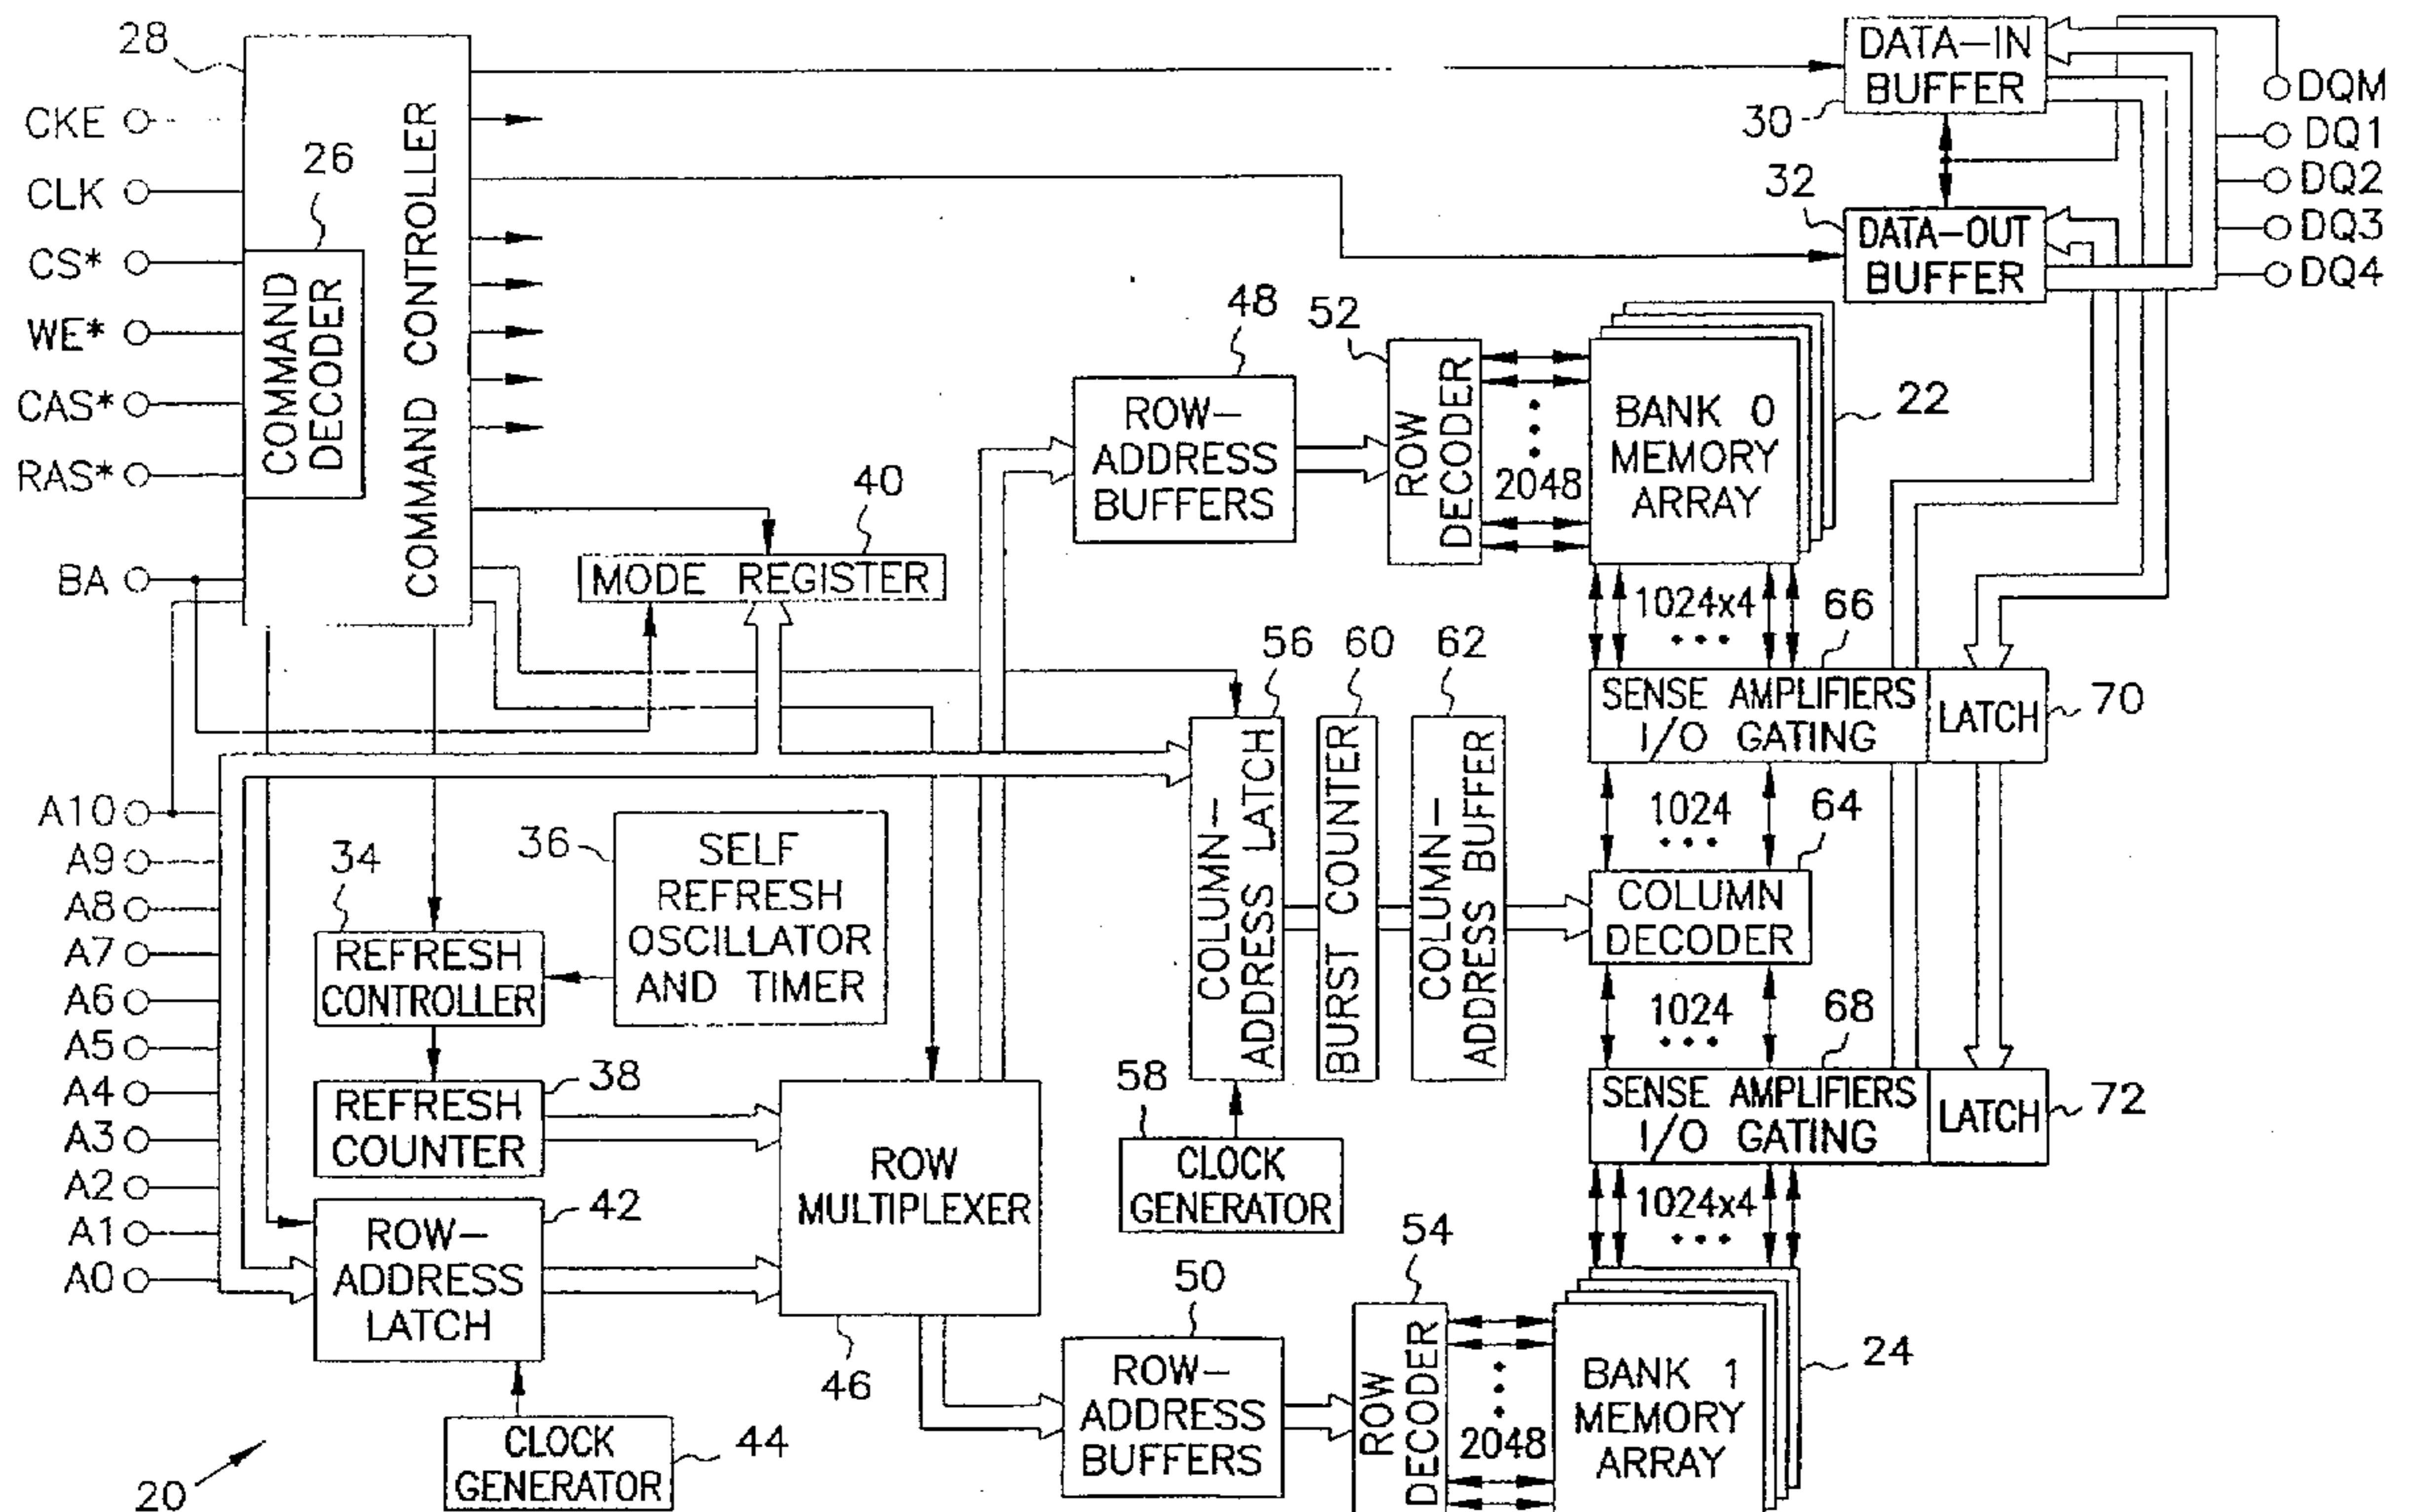 28
CKE
CLK
CS*
WE*
CAS*
RAS*
BA
A10
A9
A8
A7
A6
A5
A4
A3
A2
A1
A0
20
26
COMMAND
DECODER
COMMAND CONTROLLER
40
MODE REGISTER
34
REFRESH
CONTROLLER
36
SELF
REFRESH
OSCILLATOR
AND TIMER
38
REFRESH
COUNTER
42
ROW-
ADDRESS
LATCH
44
CLOCK
GENERATOR
ROW
MULTIPLEXER
46
48
ROW-
ADDRESS
BUFFERS
52
ROW
DECODER
2048
BANK 0
MEMORY
ARRAY
22
DATA-IN
BUFFER
30
32
DATA-OUT
BUFFER
DQM
DQ1
DQ2
DQ3
DQ4
1024x4
66
SENSE AMPLIFIERS
I/O GATING
LATCH
70
56
COLUMN-
ADDRESS LATCH
60
BURST COUNTER
62
COLUMN-
ADDRESS BUFFER
58
CLOCK
GENERATOR
1024
64
COLUMN
DECODER
1024
68
SENSE AMPLIFIERS
I/O GATING
LATCH
72
1024x4
50
ROW-
ADDRESS
BUFFERS
54
ROW
DECODER
2048
BANK 1
MEMORY
ARRAY
24